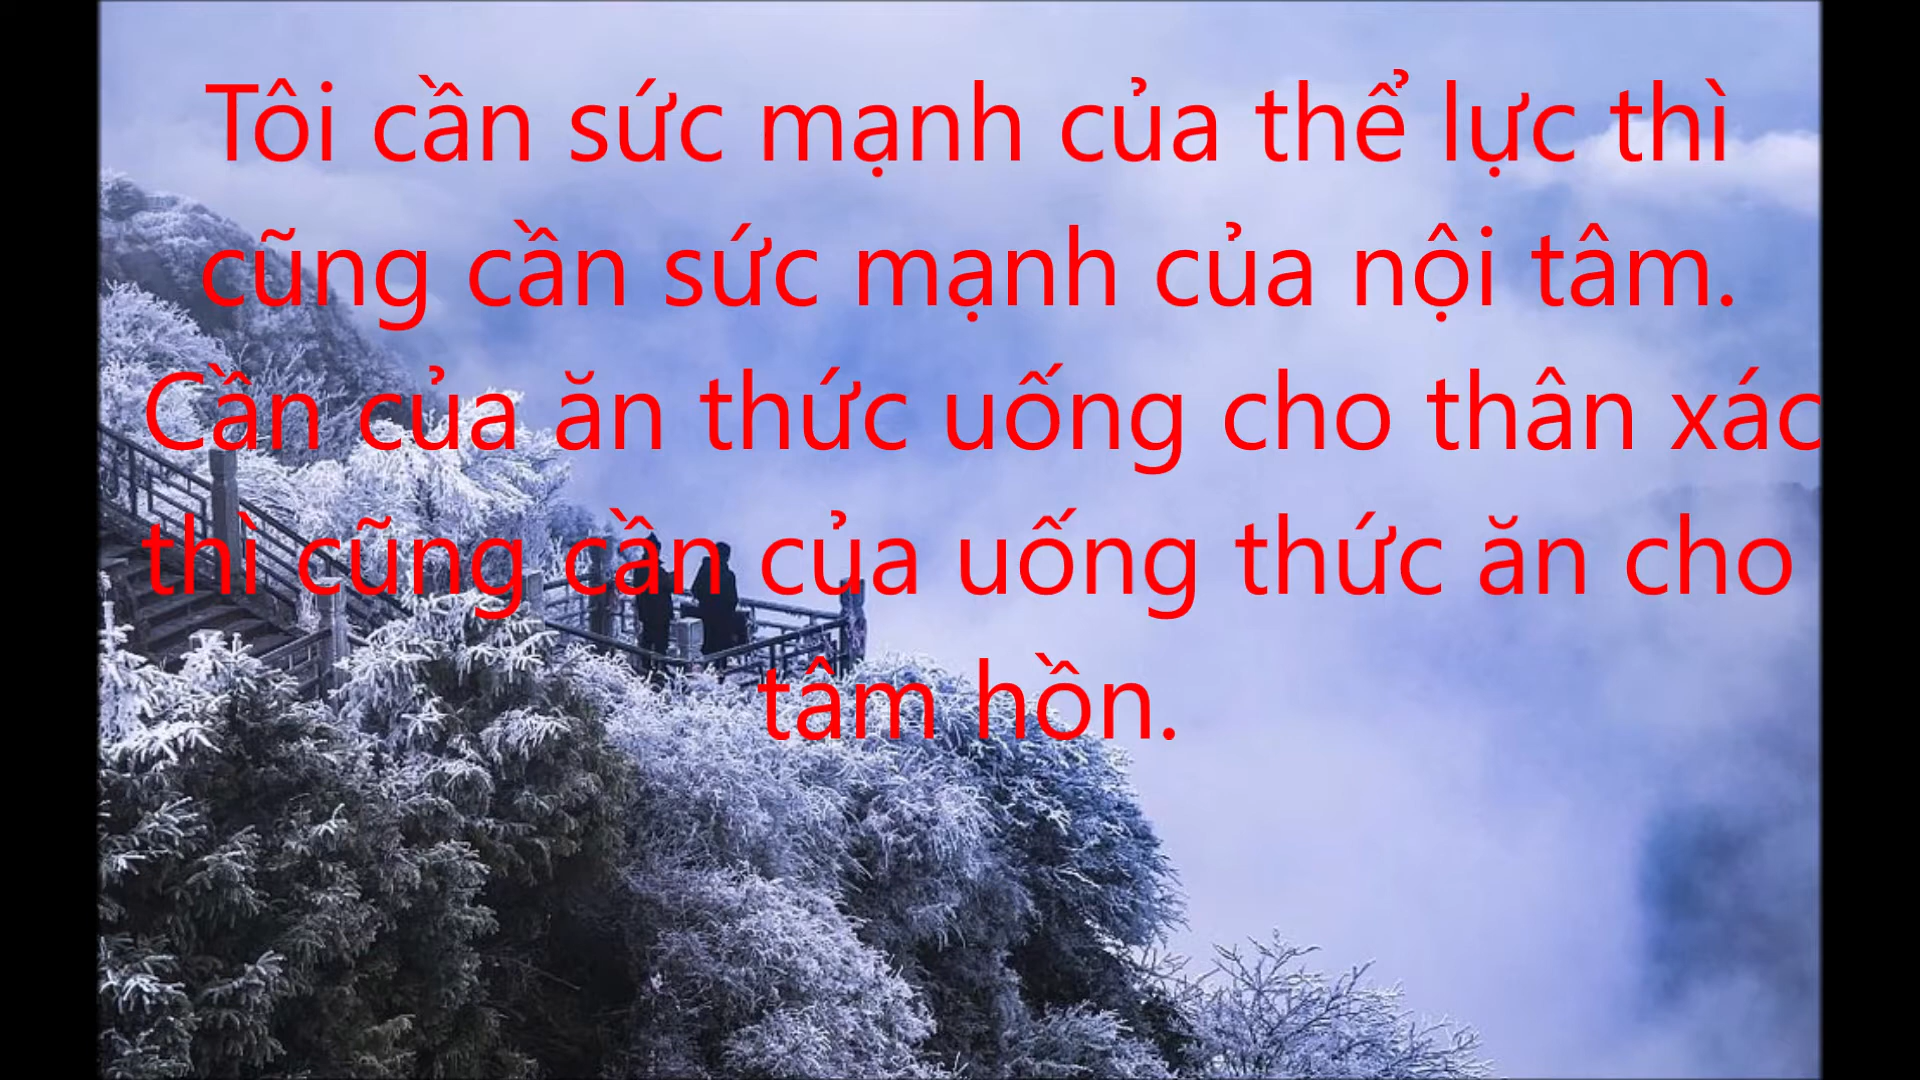 Tôi cần sức mạnh của thể lực thì
cũng cần sức mạnh của nội tâm.
Cần của ăn thức uống cho thân xác
thì cũng cần của uống thức ăn cho
tâm hồn.